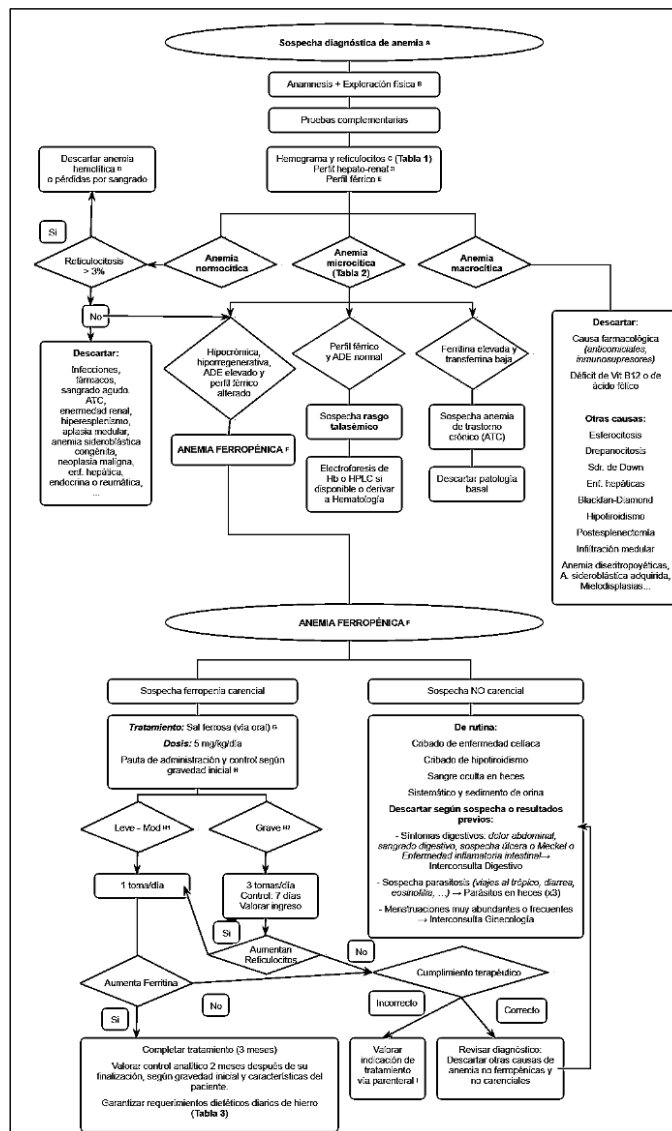 Sospecha diagnóstica de anemia A
Anamnesis + Exploración física B
Pruebas complementarias
Hemograma y reticulocitos C (Tabla 1)
Perfil hepato-renal D
Perfil férrico E
Descartar anemia
hemolítica D
o pérdidas por sangrado
Si
Reticulocitosis
> 3%
Anemia
normocítica
Anemia
microcítica
(Tabla 2)
Anemia
macrocítica
No
Descartar:
Infecciones,
fármacos,
sangrado agudo.
ATC,
enfermedad renal,
hiperesplenismo,
aplasia medular,
anemia sideroblástica
congénita,
neoplasia maligna,
enf. hepática,
endocrina o reumática,
...
Hipocrómica,
hiporregenerativa,
ADE elevado y
perfil férrico
alterado
Perfil férrico
y ADE normal
Ferritina elevada y
transferrina baja
ANEMIA FERROPÉNICA F
Sospecha rasgo
talasémico
Sospecha anemia
de trastorno
crónico (ATC)
Electroforesis de
Hb o HPLC si
disponible o derivar
a Hematología
Descartar patología
basal
Descartar:
Causa farmacológica
(anticomiciales,
inmunosupresores)
Déficit de Vit B12 o de
ácido fólico
Otras causas:
Esferocitosis
Drepanocitosis
Sdr. de Down
Enf. hepáticas
Blackfan-Diamond
Hipotiroidismo
Postesplenectomía
Infiltración medular
Anemia diseritropoyéticas,
A. sideroblástica adquirida,
Mielodisplasias...
ANEMIA FERROPÉNICA F
Sospecha ferropenia carencial
Sospecha NO carencial
Tratamiento: Sal ferrosa (vía oral) G
Dosis: 5 mg/kg/día
Pauta de administración y control según
gravedad inicial H
Leve - Mod H1
Grave H2
1 toma/día
3 tomas/día
Control: 7 días
Valorar ingreso
De rutina:
Cribado de enfermedad celíaca
Cribado de hipotiroidismo
Sangre oculta en heces
Sistemático y sedimento de orina
Descartar según sospecha o resultados
previos:
- Síntomas digestivos: dolor abdominal,
sangrado digestivo, sospecha úlcera o Meckel o
Enfermedad inflamatoria intestinal→
Interconsulta Digestivo
- Sospecha parasitosis (viajes al trópico, diarrea,
eosinofilia, ...) → Parásitos en heces (x3)
- Menstruaciones muy abundantes o frecuentes
→ Interconsulta Ginecología
Si
Aumentan
Reticulocitos
No
Cumplimiento terapéutico
Aumenta Ferritina
No
Si
Incorrecto
Correcto
Completar tratamiento (3 meses)
Valorar control analítico 2 meses después de su
finalización, según gravedad inicial y características del
paciente.
Garantizar requerimientos dietéticos diarios de hierro
(Tabla 3)
Valorar
indicación de
tratamiento
vía parenteral I
Revisar diagnóstico:
Descartar otras causas de
anemia no ferropénicas y
no carenciales